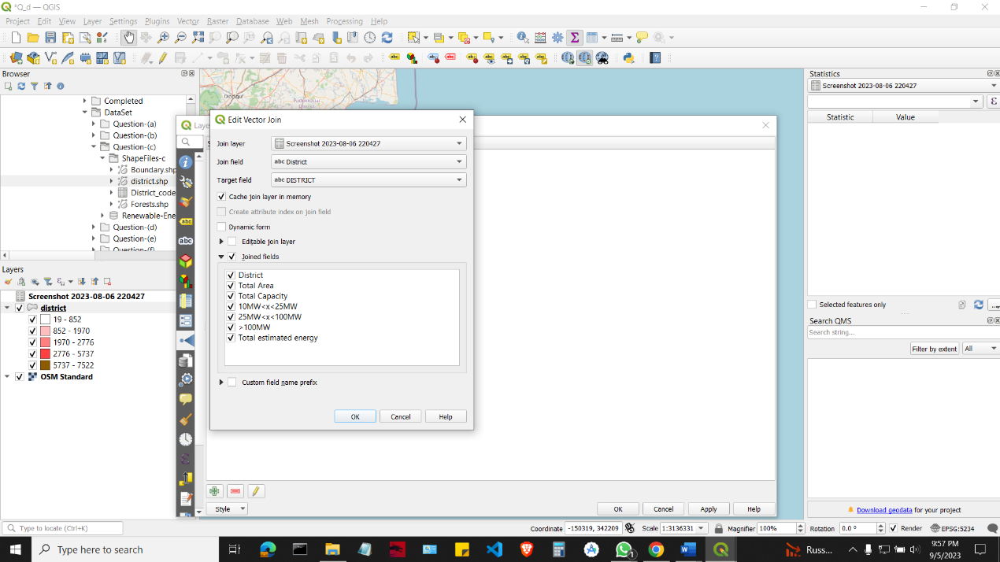 *Q_d — QGIS
Project Edit View Layer Settings Plugins Vector Raster Database Web Mesh Processing Help
Browser
Completed
DataSet
Question-(a)
Question-(b)
Question-(c)
ShapeFiles-c
Boundary.shp
district.shp
District_code
Forests.shp
Renewable-Ene
Question-(d)
Question-(e)
Question-(f)
Layers
Screenshot 2023-08-06 220427
district
19 - 852
852 - 1970
1970 - 2776
2776 - 5737
5737 - 7522
OSM Standard
Dindigul
Laye
Edit Vector Join
Join layer Screenshot 2023-08-06 220427
Join field abc District
Target field abc DISTRICT
Cache join layer in memory
Create attribute index on join field
Dynamic form
Editable join layer
Joined fields
District
Total Area
Total Capacity
10MW<x<25MW
25MW<x<100MW
>100MW
Total estimated energy
Custom field name prefix
OK Cancel Help
Style OK Cancel Apply Help
Statistics
Screenshot 2023-08-06 220427
Statistic Value
Selected features only
Search QMS
Search string...
Filter by extent All
Download geodata for your project
Type to locate (Ctrl+K) Coordinate -150319, 342209 Scale 1:3136331 Magnifier 100% Rotation 0.0 ° Render EPSG:5234
Type here to search
1
Russ...
9:57 PM
9/5/2023